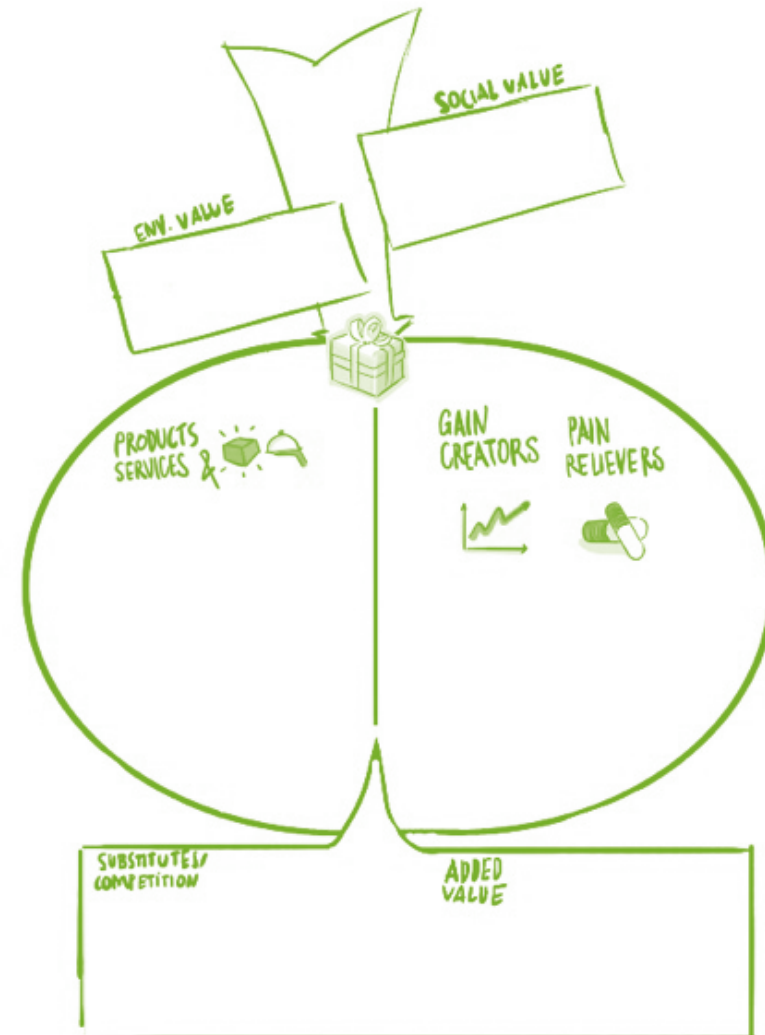 SOCIAL VALUE
ENV. VALUE
PRODUCTS
SERVICES &
GAIN
CREATORS
PAIN
RELIEVERS
SUBSTITUTES/
COMPETITION
ADDED
VALUE